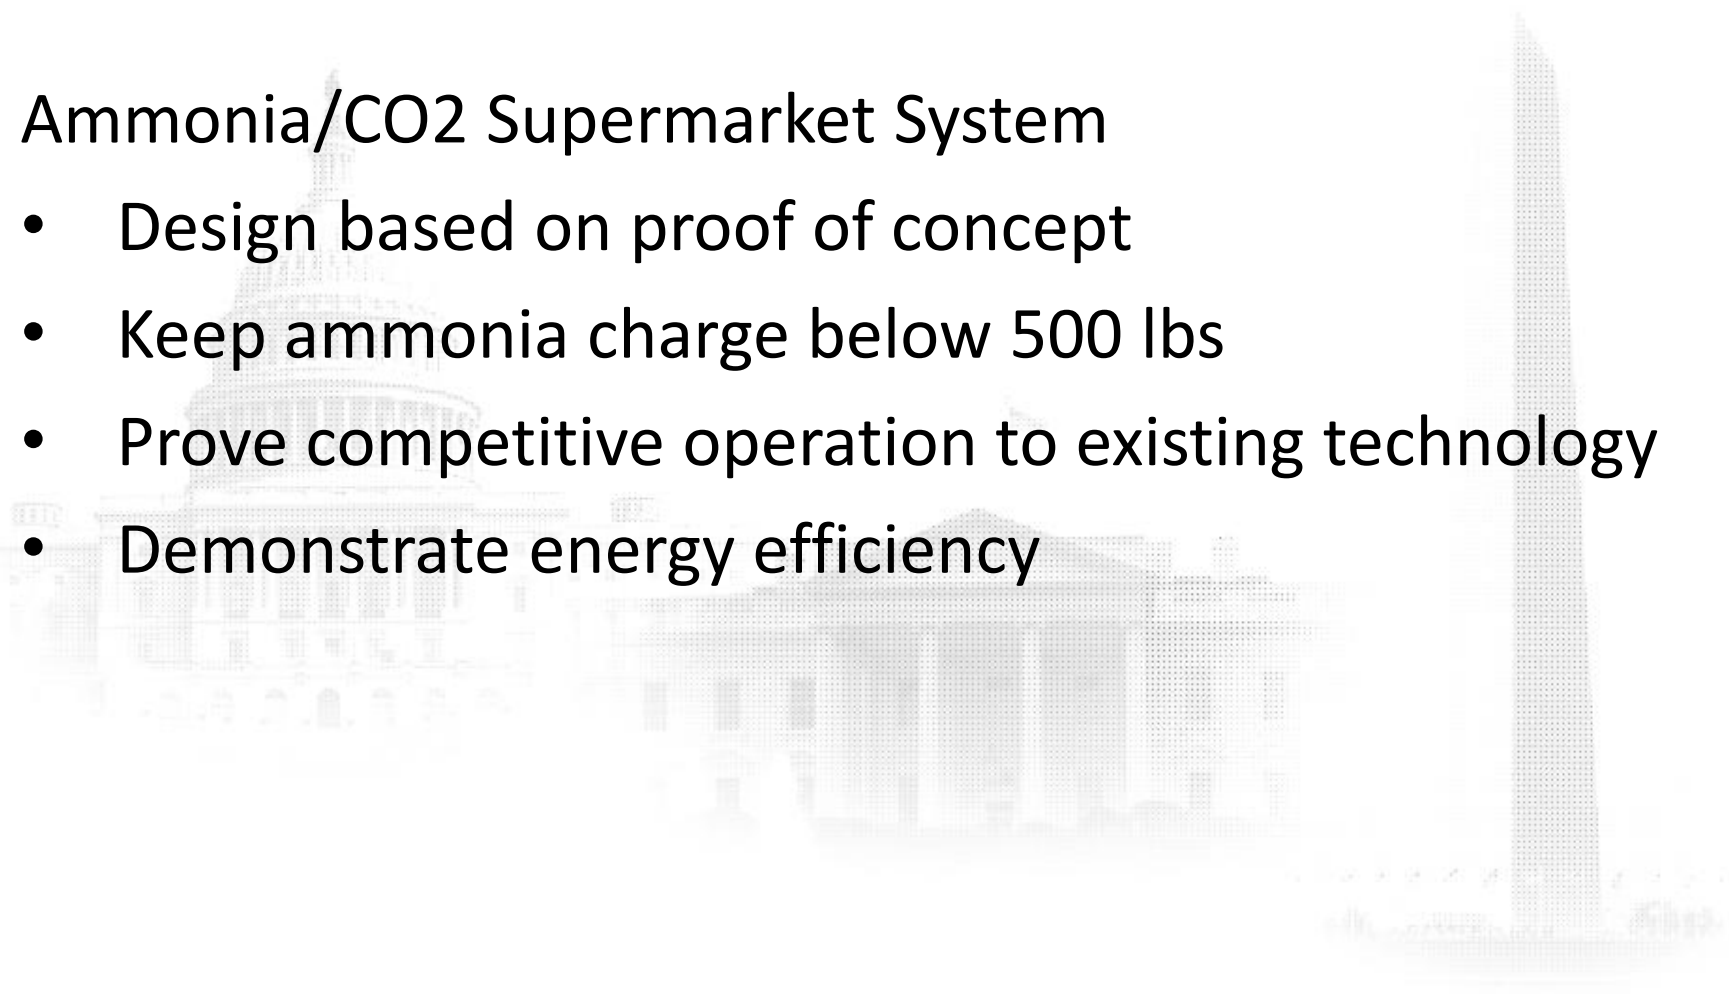 Ammonia/CO2 Supermarket System
• Design based on proof of concept
• Keep ammonia charge below 500 lbs
• Prove competitive operation to existing technology
• Demonstrate energy efficiency